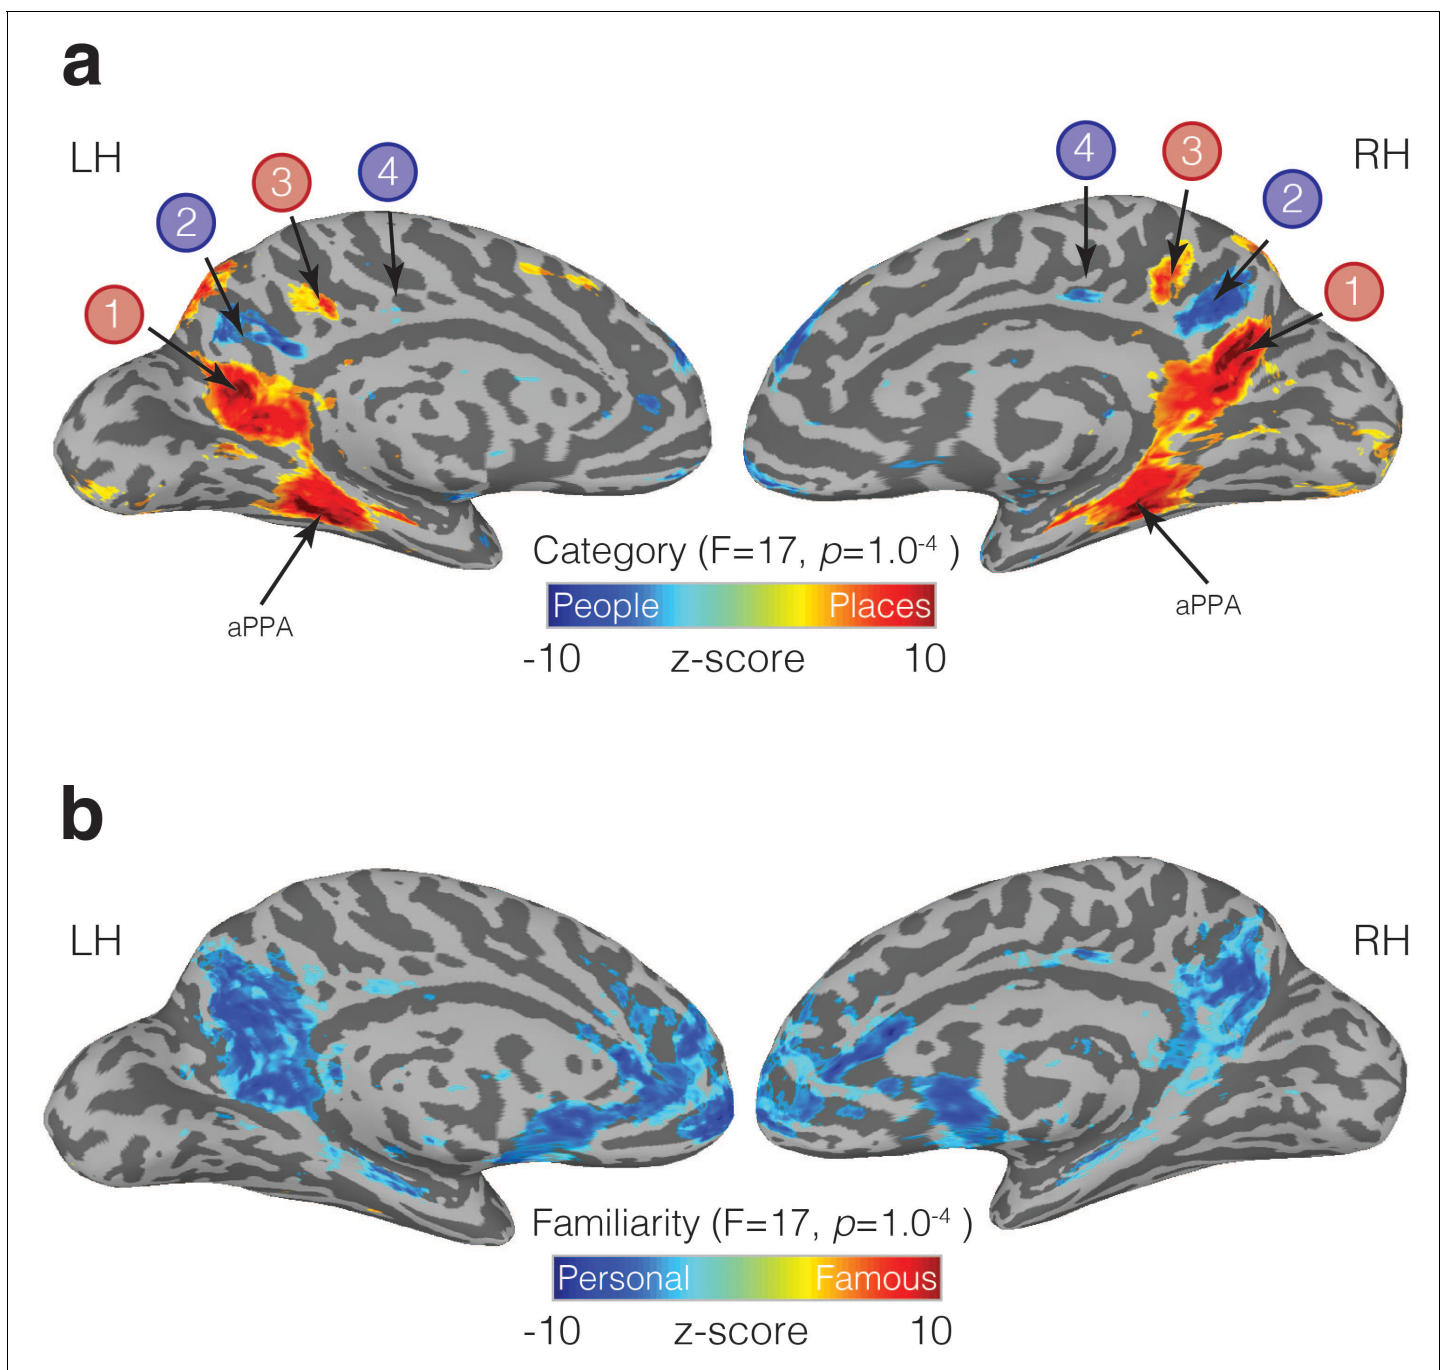 a
LH
RH
4
3
2
1
4
3
2
1
aPPA
aPPA
Category (F=17, p=1.0-4 )
People Places
-10 z-score 10
b
LH
RH
Familiarity (F=17, p=1.0-4 )
Personal Famous
-10 z-score 10